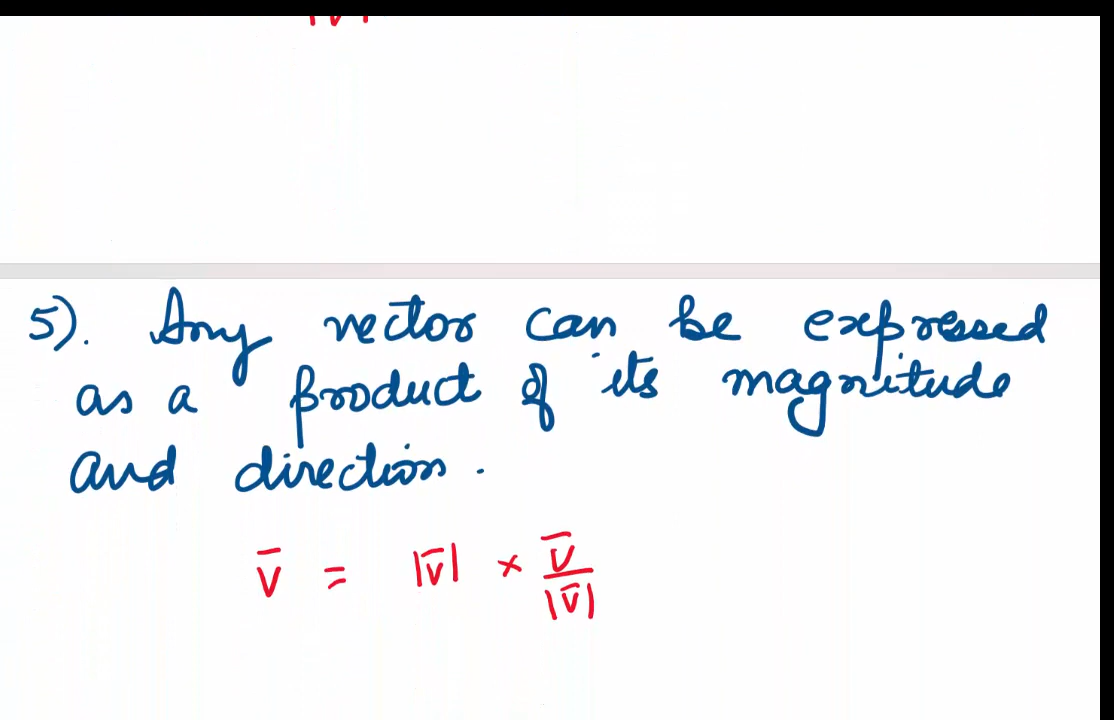 5). Any vector can be expressed
as a product of its magnitude
and direction.
v̅ = |v̅| × v̅/|v̅|